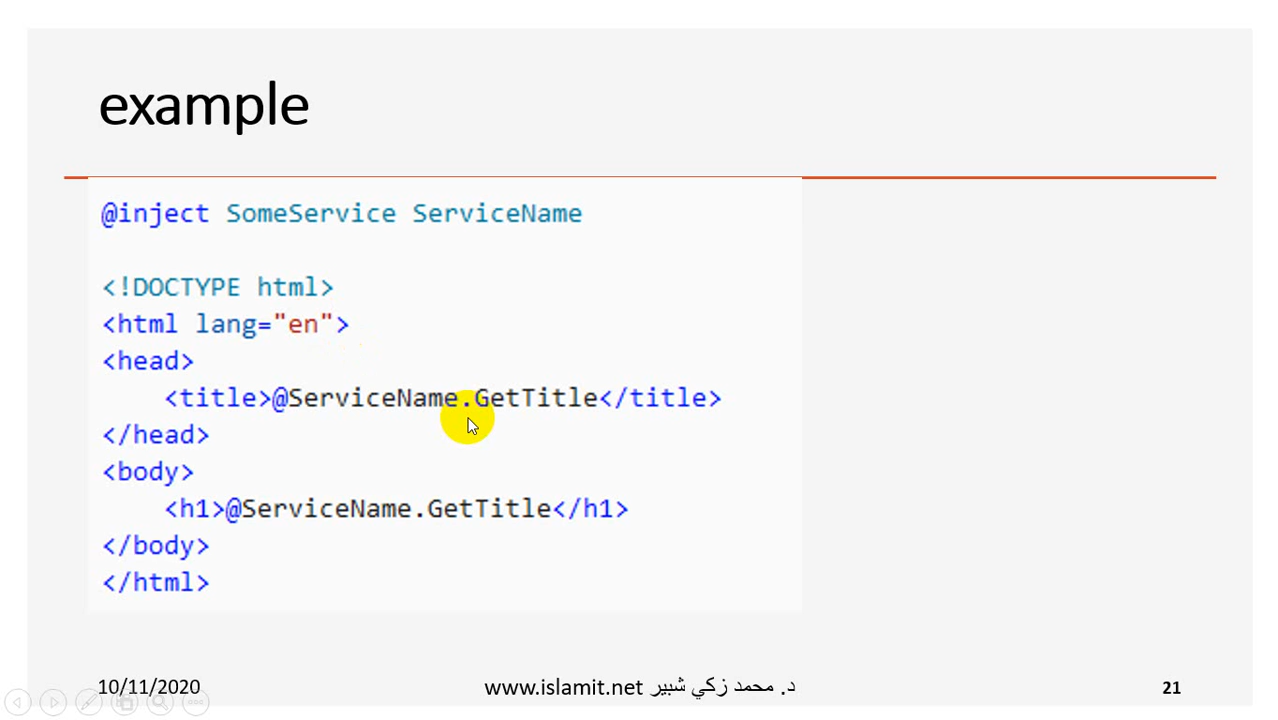 example
@inject SomeService ServiceName
<!DOCTYPE html>
<html lang="en">
<head>
    <title>@ServiceName.GetTitle</title>
</head>
<body>
    <h1>@ServiceName.GetTitle</h1>
</body>
</html>
10/11/2020
www.islamit.net د. محمد زكي شبير
21